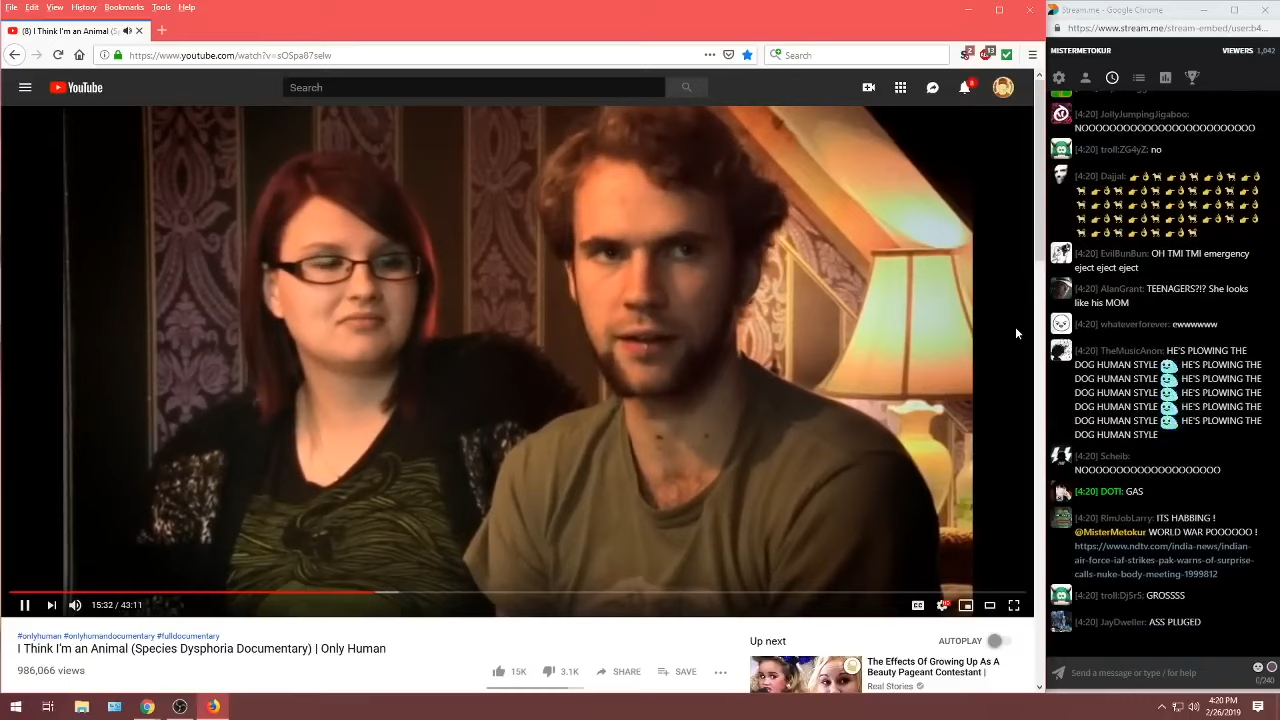 File Edit View History Bookmarks Tools Help
(8) I Think I'm an Animal (Sp
https://www.youtube.com/watch?v=sOSpa87selw
Search
YouTube
Search
8
15:32 / 43:11
CC
#onlyhuman #onlyhumandocumentary #fulldocumentary
I Think I'm an Animal (Species Dysphoria Documentary) | Only Human
986,066 views
15K 3.1K SHARE SAVE
Up next
AUTOPLAY
The Effects Of Growing Up As A
Beauty Pageant Contestant |
Real Stories
Stream.me - Google Chrome
https://www.stream.me/stream-embed/user:b4...
MISTERMETOKUR VIEWERS 1,042
[4:20] JollyJumpingJigaboo:
NOOOOOOOOOOOOOOOOOOOOOOOOO
[4:20] troll:ZG4yZ: no
[4:20] Dajjal:
[4:20] EvilBunBun: OH TMI TMI emergency
eject eject eject
[4:20] AlanGrant: TEENAGERS?!? She looks
like his MOM
[4:20] whateverforever: ewwwwww
[4:20] TheMusicAnon: HE'S PLOWING THE
DOG HUMAN STYLE HE'S PLOWING THE
DOG HUMAN STYLE HE'S PLOWING THE
DOG HUMAN STYLE HE'S PLOWING THE
DOG HUMAN STYLE HE'S PLOWING THE
DOG HUMAN STYLE HE'S PLOWING THE
DOG HUMAN STYLE
[4:20] Scheib:
NOOOOOOOOOOOOOOOOOOOO
[4:20] DOTI: GAS
[4:20] RimJobLarry: ITS HABBING !
@MisterMetokur WORLD WAR POOOOOO !
https://www.ndtv.com/india-news/indian-
air-force-iaf-strikes-pak-warns-of-surprise-
calls-nuke-body-meeting-1999812
[4:20] troll:Dj5r5: GROSSSS
[4:20] JayDweller: ASS PLUGED
Send a message or type / for help
0/240
4:20 PM
2/26/2019